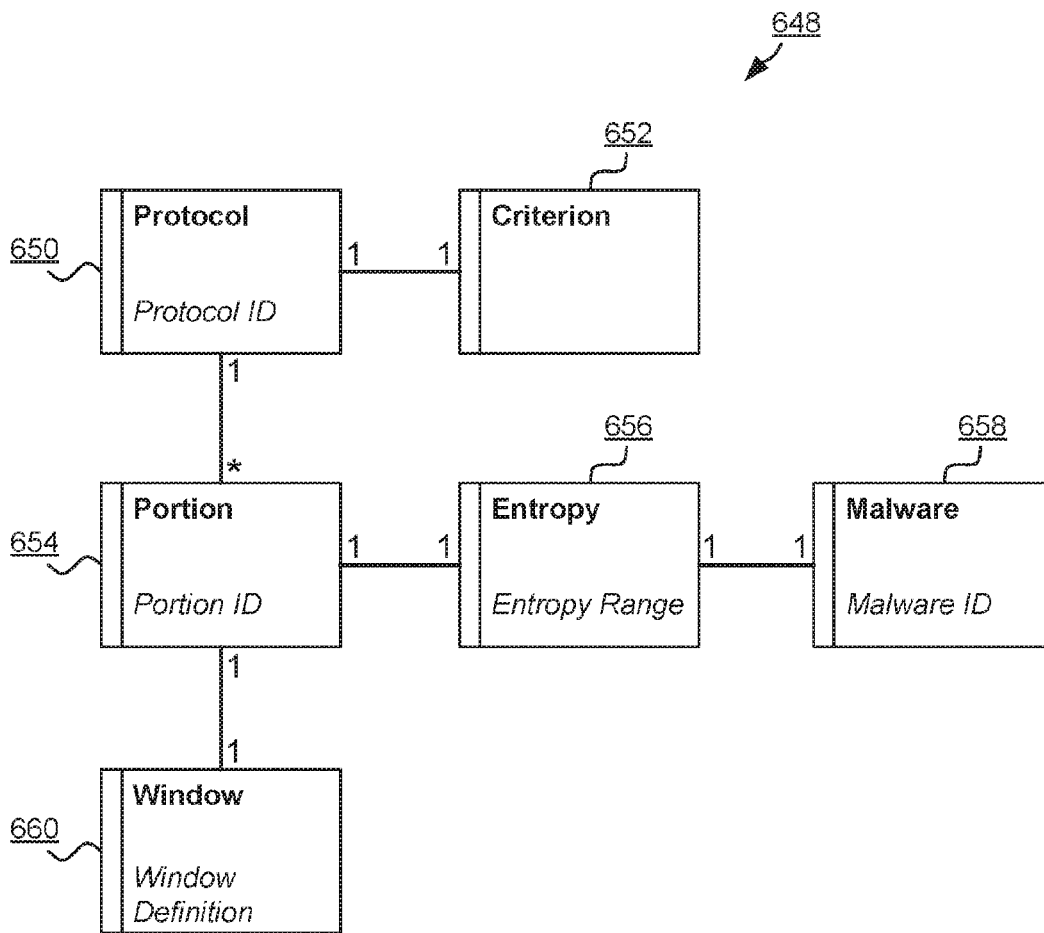 648
652
Protocol
Criterion
650
1
1
Protocol ID
1
*
656
658
Portion
Entropy
Malware
654
1
1
1
1
Portion ID
Entropy Range
Malware ID
1
1
Window
660
Window
Definition